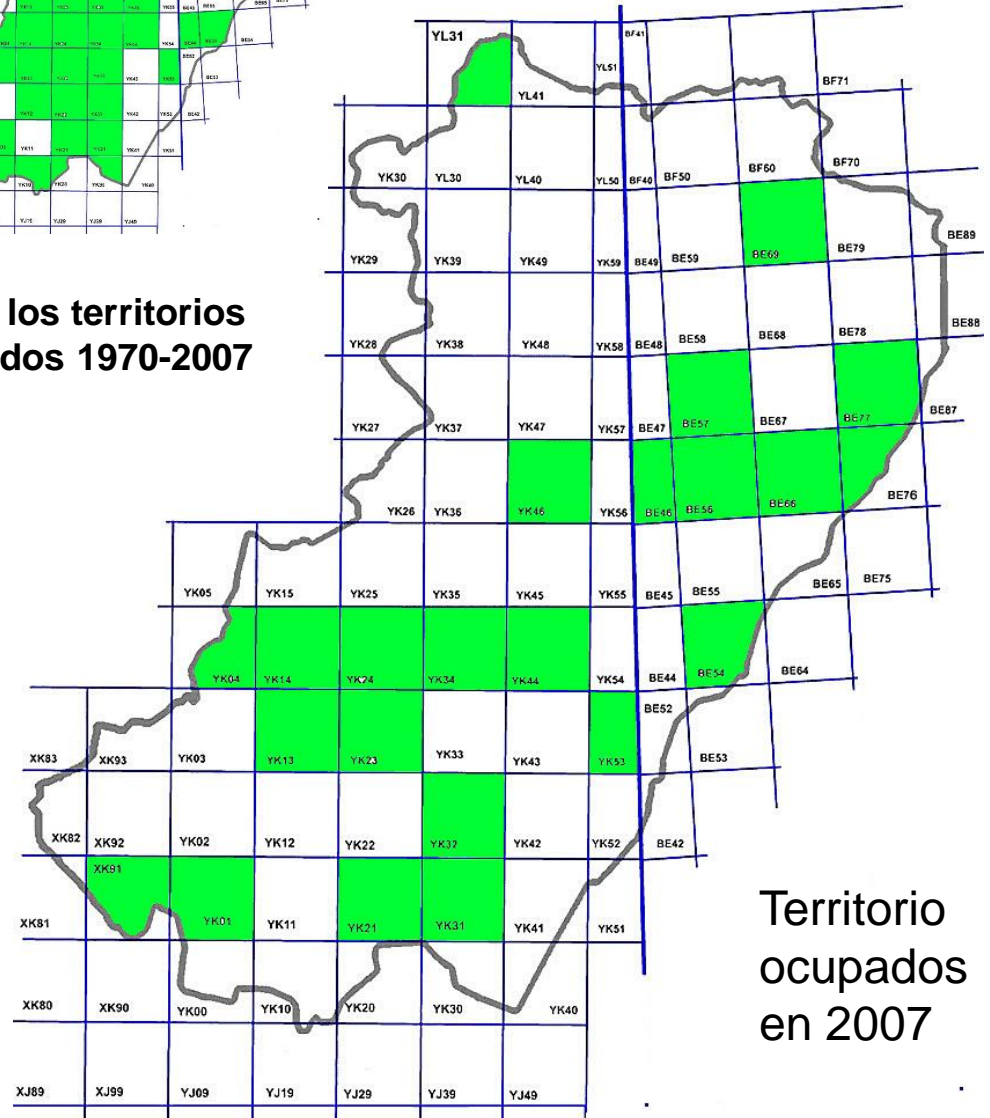 los territorios
dos 1970-2007
YL31 BF41
YL51 BF71
YL41
YK30 YL30 YL40 YL50 BF40 BF50 BF60 BF70
YK29 YK39 YK49 YK59 BE49 BE59 BE69 BE79 BE89
YK28 YK38 YK48 YK58 BE48 BE58 BE68 BE78 BE88
YK27 YK37 YK47 YK57 BE47 BE57 BE67 BE77 BE87
YK26 YK36 YK46 YK56 BE46 BE56 BE66 BE76
YK05 YK15 YK25 YK35 YK45 YK55 BE45 BE55 BE65 BE75
YK04 YK14 YK24 YK34 YK44 YK54 BE44 BE54 BE64
BE52
XK83 XK93 YK03 YK13 YK23 YK33 YK43 YK53 BE53
XK82 XK92 YK02 YK12 YK22 YK32 YK42 YK52 BE42
XK91
XK81 YK01 YK11 YK21 YK31 YK41 YK51
XK80 XK90 YK00 YK10 YK20 YK30 YK40
XJ89 XJ99 YJ09 YJ19 YJ29 YJ39 YJ49
Territorio
ocupados
en 2007